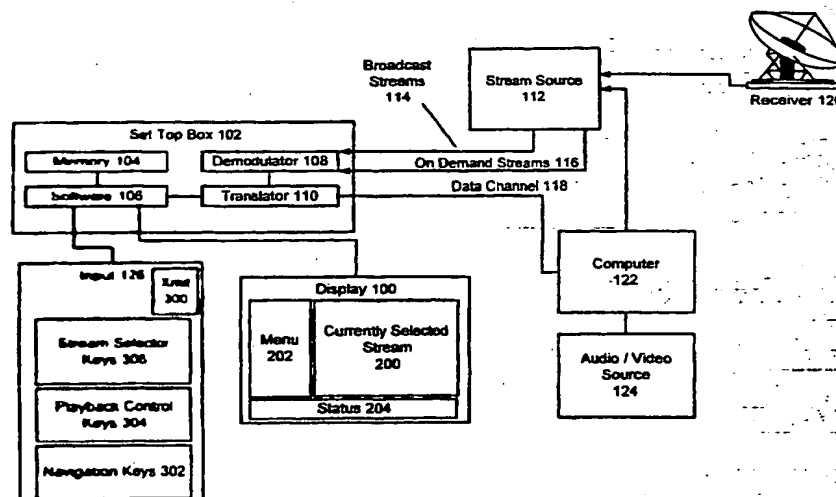 Broadcast
Streams
114
Stream Source
112
Receiver 120
Set Top Box 102
Memory 104
Demodulator 108
On Demand Streams 116
Software 106
Translator 110
Data Channel 118
Input 126
Xmit
300
Stream Selector
Keys 306
Playback Control
Keys 304
Navigation Keys 302
Display 100
Menu
202
Currently Selected
Stream
200
Status 204
Computer
122
Audio / Video
Source
124